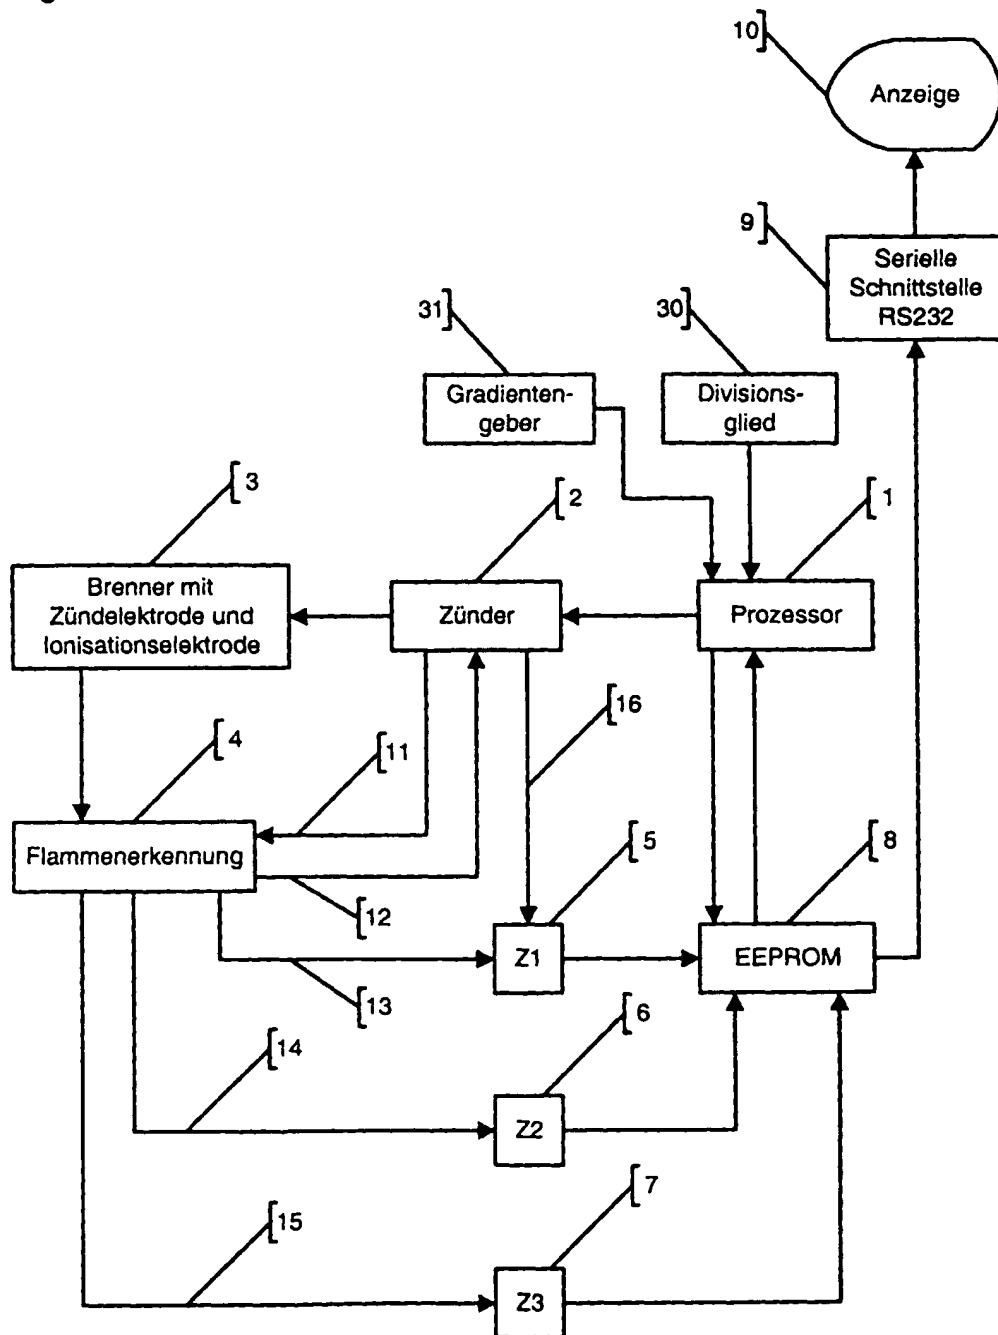 10
Anzeige
9
Serielle
Schnittstelle
RS232
31
30
Gradienten-
geber
Divisions-
glied
3
2
1
Brenner mit
Zündelektrode und
Ionisationselektrode
Zünder
Prozessor
16
4
11
5
8
Flammenerkennung
12
Z1
EEPROM
13
6
14
Z2
7
15
Z3